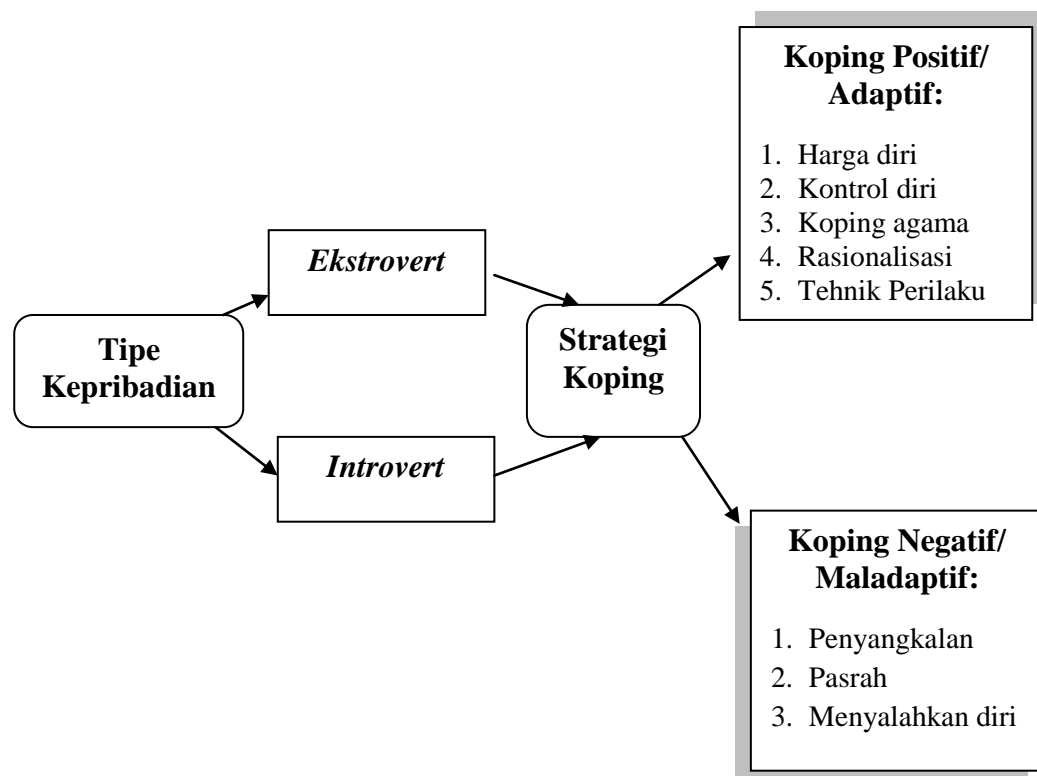 Tipe
Kepribadian
Ekstrovert
Introvert
Strategi
Koping
Koping Positif/
Adaptif:
1. Harga diri
2. Kontrol diri
3. Koping agama
4. Rasionalisasi
5. Tehnik Perilaku
Koping Negatif/
Maladaptif:
1. Penyangkalan
2. Pasrah
3. Menyalahkan diri